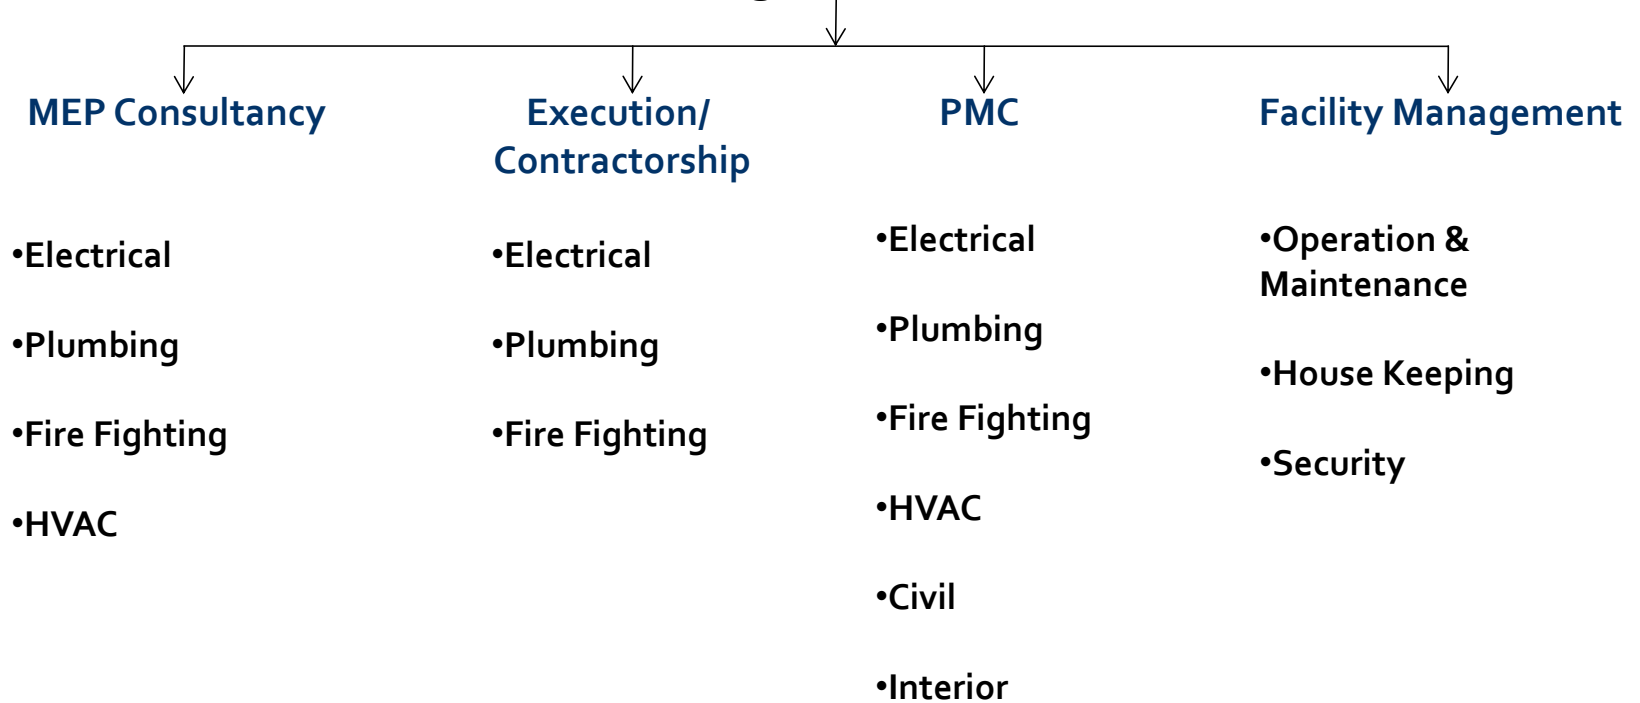 MEP Consultancy
Execution/
Contractorship
PMC
Facility Management
•Electrical
•Plumbing
•Fire Fighting
•HVAC
•Electrical
•Plumbing
•Fire Fighting
•Electrical
•Plumbing
•Fire Fighting
•HVAC
•Civil
•Interior
•Operation &
Maintenance
•House Keeping
•Security